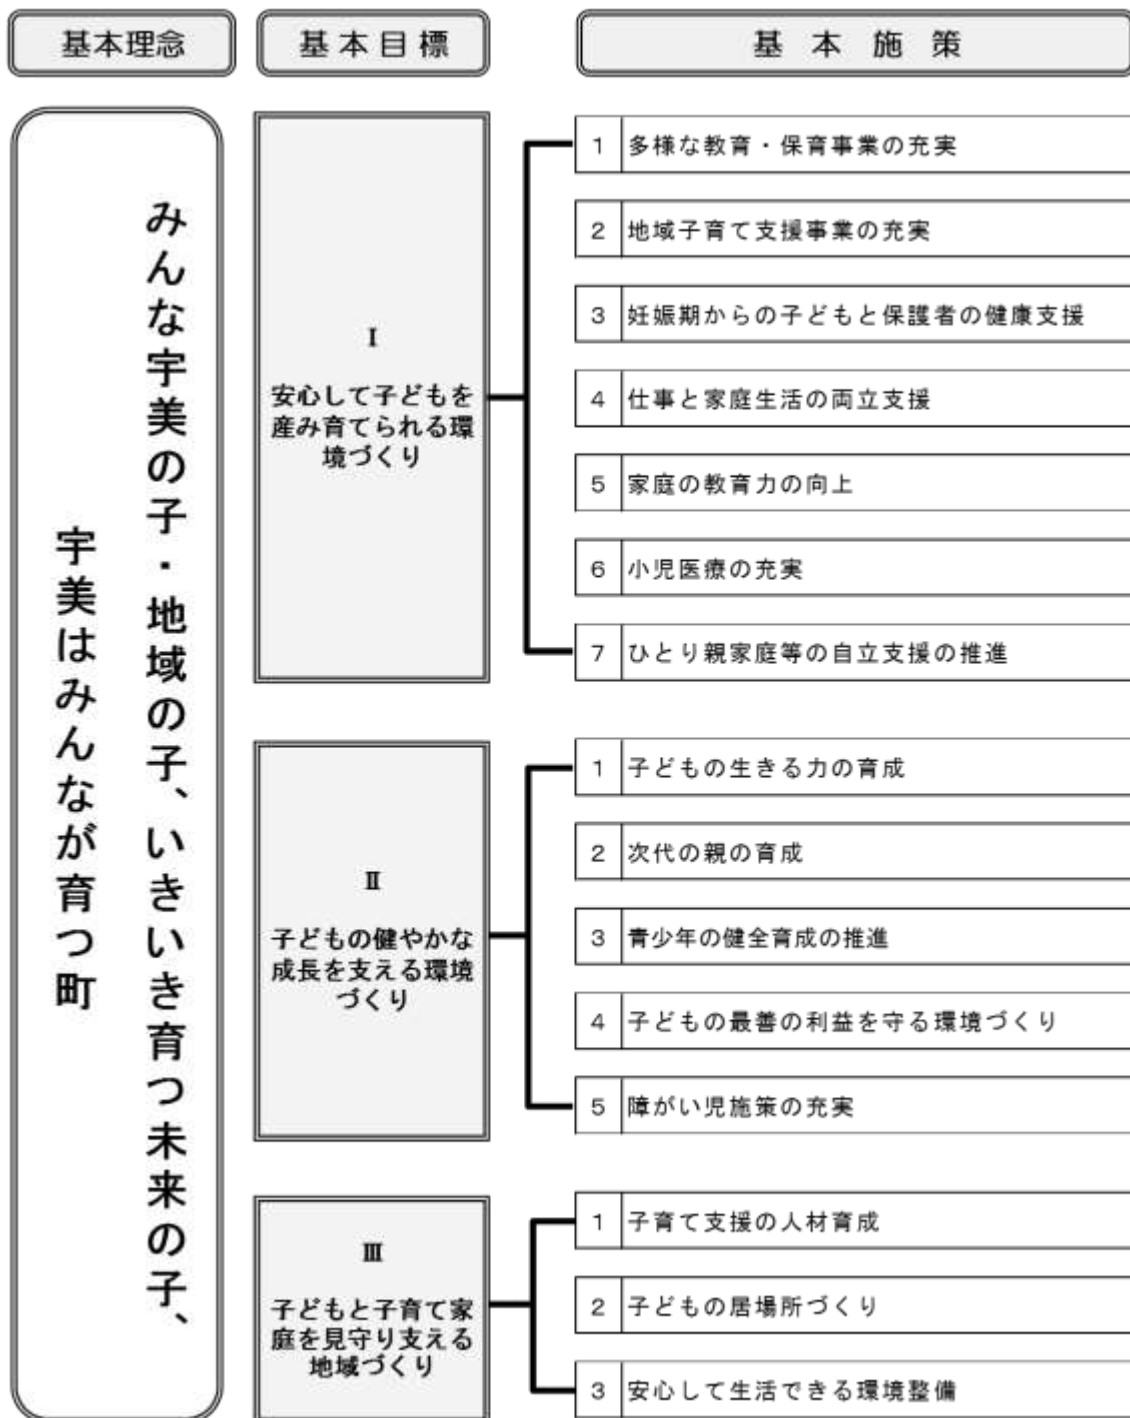 基本理念
基本目標
基本施策
みんな宇美の子・地域の子、いきいき育つ未来の子、
宇美はみんなが育つ町
Ⅰ
安心して子どもを
産み育てられる環
境づくり
1 多様な教育・保育事業の充実
2 地域子育て支援事業の充実
3 妊娠期からの子どもと保護者の健康支援
4 仕事と家庭生活の両立支援
5 家庭の教育力の向上
6 小児医療の充実
7 ひとり親家庭等の自立支援の推進
Ⅱ
子どもの健やかな
成長を支える環境
づくり
1 子どもの生きる力の育成
2 次代の親の育成
3 青少年の健全育成の推進
4 子どもの最善の利益を守る環境づくり
5 障がい児施策の充実
Ⅲ
子どもと子育て家
庭を見守り支える
地域づくり
1 子育て支援の人材育成
2 子どもの居場所づくり
3 安心して生活できる環境整備